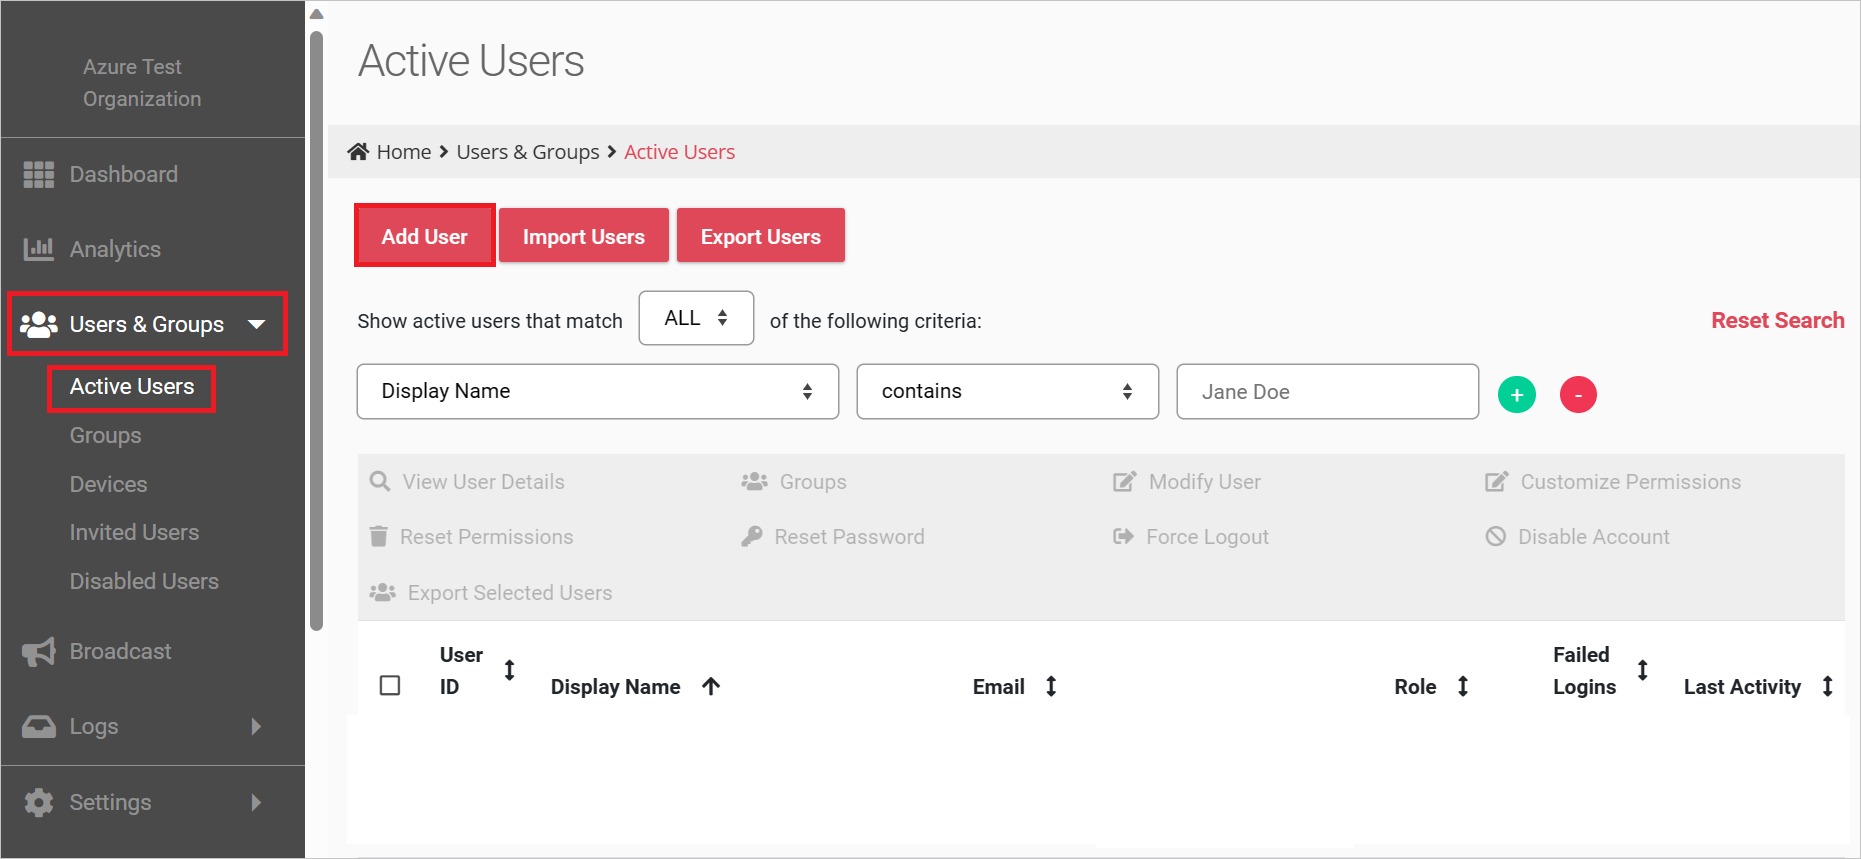 Azure Test
Organization
Dashboard
Analytics
Users & Groups
Active Users
Groups
Devices
Invited Users
Disabled Users
Broadcast
Logs
Settings
Active Users
Home Users & Groups Active Users
Add User Import Users Export Users
Show active users that match ALL of the following criteria: Reset Search
Display Name contains Jane Doe + -
View User Details Groups Modify User Customize Permissions
Reset Permissions Reset Password Force Logout Disable Account
Export Selected Users
User ID Display Name Email Role Failed Logins Last Activity